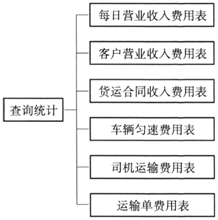 每日营业收入费用表
客户营业收入费用表
货运合同收入费用表
查询统计
车辆匀速费用表
司机运输费用表
运输单费用表